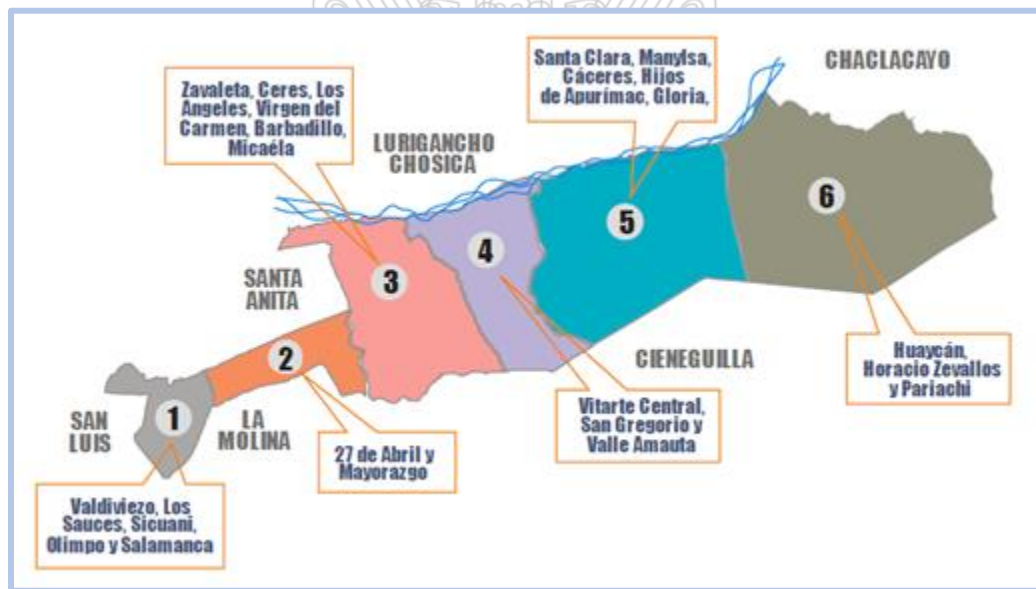 Santa Clara, Manylsa,
Cáceres, Hijos
de Apurímac, Gloria,
CHACLACAYO
Zavaleta, Ceres, Los
Angeles, Virgen del
Carmen, Barbadillo,
Micaéla
LURIGANCHO
CHOSICA
6
5
4
3
SANTA
ANITA
2
CIENEGUILLA
Huaycán,
Horacio Zevallos
y Pariachi
1
SAN
LUIS
LA
MOLINA
Vitarte Central,
San Gregorio y
Valle Amauta
27 de Abril y
Mayorazgo
Valdiviezo, Los
Sauces, Sicuani,
Olimpo y Salamanca